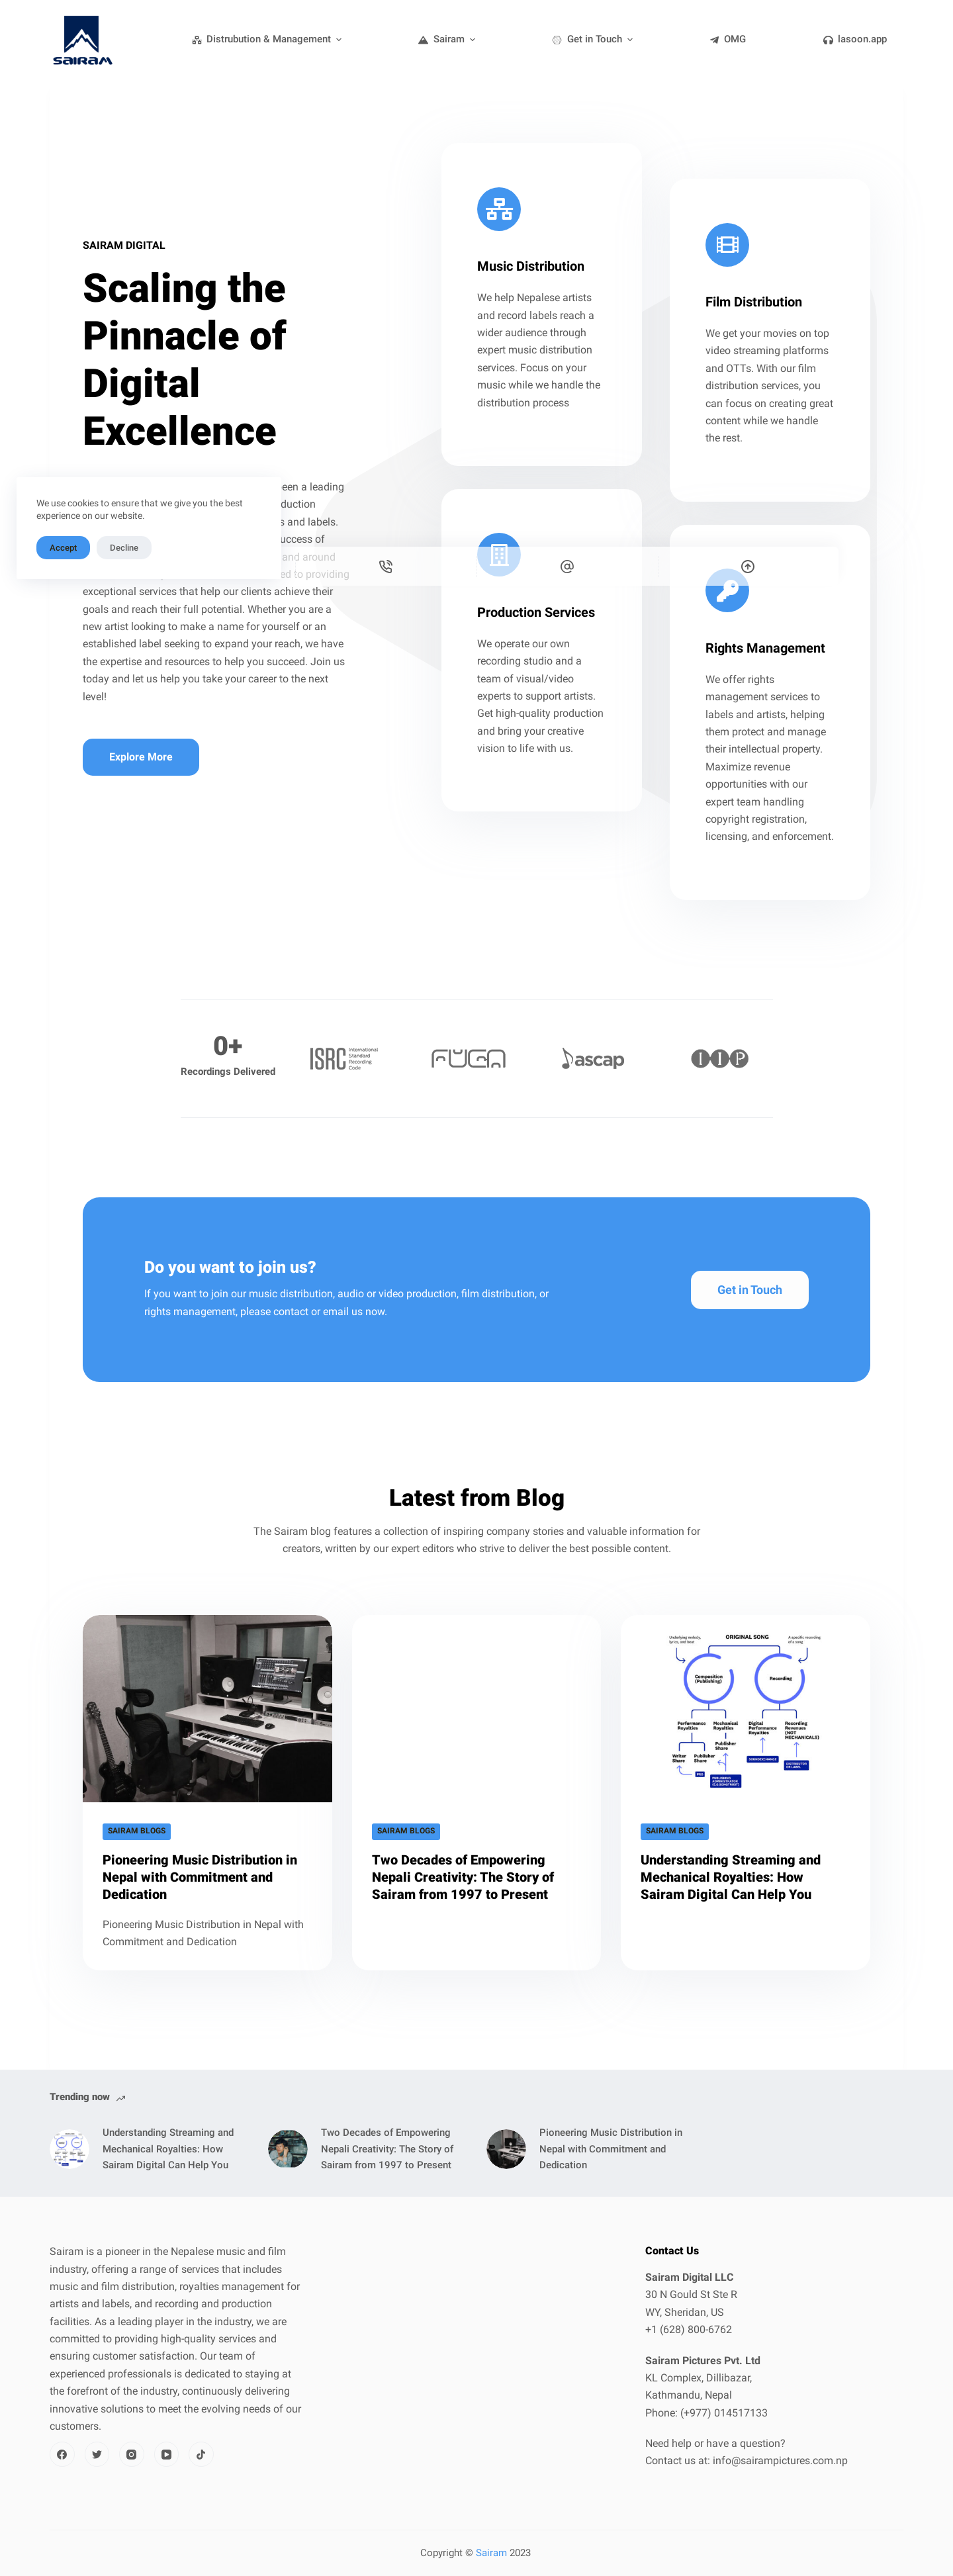 SAIRAM
Distrubution & Management
Sairam
Get in Touch
OMG
lasoon.app
SAIRAM DIGITAL
Scaling the
Pinnacle of
Digital
Excellence
been a leading
duction
s and labels.
success of
and around
ed to providing
exceptional services that help our clients achieve their
goals and reach their full potential. Whether you are a
new artist looking to make a name for yourself or an
established label seeking to expand your reach, we have
the expertise and resources to help you succeed. Join us
today and let us help you take your career to the next
level!
Explore More
We use cookies to ensure that we give you the best
experience on our website.
Accept
Decline
Music Distribution
We help Nepalese artists
and record labels reach a
wider audience through
expert music distribution
services. Focus on your
music while we handle the
distribution process
Film Distribution
We get your movies on top
video streaming platforms
and OTTs. With our film
distribution services, you
can focus on creating great
content while we handle
the rest.
Production Services
We operate our own
recording studio and a
team of visual/video
experts to support artists.
Get high-quality production
and bring your creative
vision to life with us.
Rights Management
We offer rights
management services to
labels and artists, helping
them protect and manage
their intellectual property.
Maximize revenue
opportunities with our
expert team handling
copyright registration,
licensing, and enforcement.
0+
Recordings Delivered
ISRC International
Standard
Recording
Code
FUGA
ascap
IIP
Do you want to join us?
If you want to join our music distribution, audio or video production, film distribution, or
rights management, please contact or email us now.
Get in Touch
Latest from Blog
The Sairam blog features a collection of inspiring company stories and valuable information for
creators, written by our expert editors who strive to deliver the best possible content.
ORIGINAL SONG
Underlying melody,
lyrics, and beat
A specific recording
of a song
Composition
(Publishing)
Recording
Performance
Royalties
Mechanical
Royalties
Digital
Performance
Royalties
Recording
Revenues
(NOT
MECHANICALS)
Publisher
Share
Writer
Share
Publisher
Share
PRO
SOUNDEXCHANGE
DISTRIBUTOR
OR LABEL
SAIRAM BLOGS
Pioneering Music Distribution in
Nepal with Commitment and
Dedication
Pioneering Music Distribution in Nepal with
Commitment and Dedication
SAIRAM BLOGS
Two Decades of Empowering
Nepali Creativity: The Story of
Sairam from 1997 to Present
SAIRAM BLOGS
Understanding Streaming and
Mechanical Royalties: How
Sairam Digital Can Help You
Trending now
Understanding Streaming and
Mechanical Royalties: How
Sairam Digital Can Help You
Two Decades of Empowering
Nepali Creativity: The Story of
Sairam from 1997 to Present
Pioneering Music Distribution in
Nepal with Commitment and
Dedication
Sairam is a pioneer in the Nepalese music and film
industry, offering a range of services that includes
music and film distribution, royalties management for
artists and labels, and recording and production
facilities. As a leading player in the industry, we are
committed to providing high-quality services and
ensuring customer satisfaction. Our team of
experienced professionals is dedicated to staying at
the forefront of the industry, continuously delivering
innovative solutions to meet the evolving needs of our
customers.
Contact Us
Sairam Digital LLC
30 N Gould St Ste R
WY, Sheridan, US
+1 (628) 800-6762
Sairam Pictures Pvt. Ltd
KL Complex, Dillibazar,
Kathmandu, Nepal
Phone: (+977) 014517133
Need help or have a question?
Contact us at: info@sairampictures.com.np
Copyright © Sairam 2023